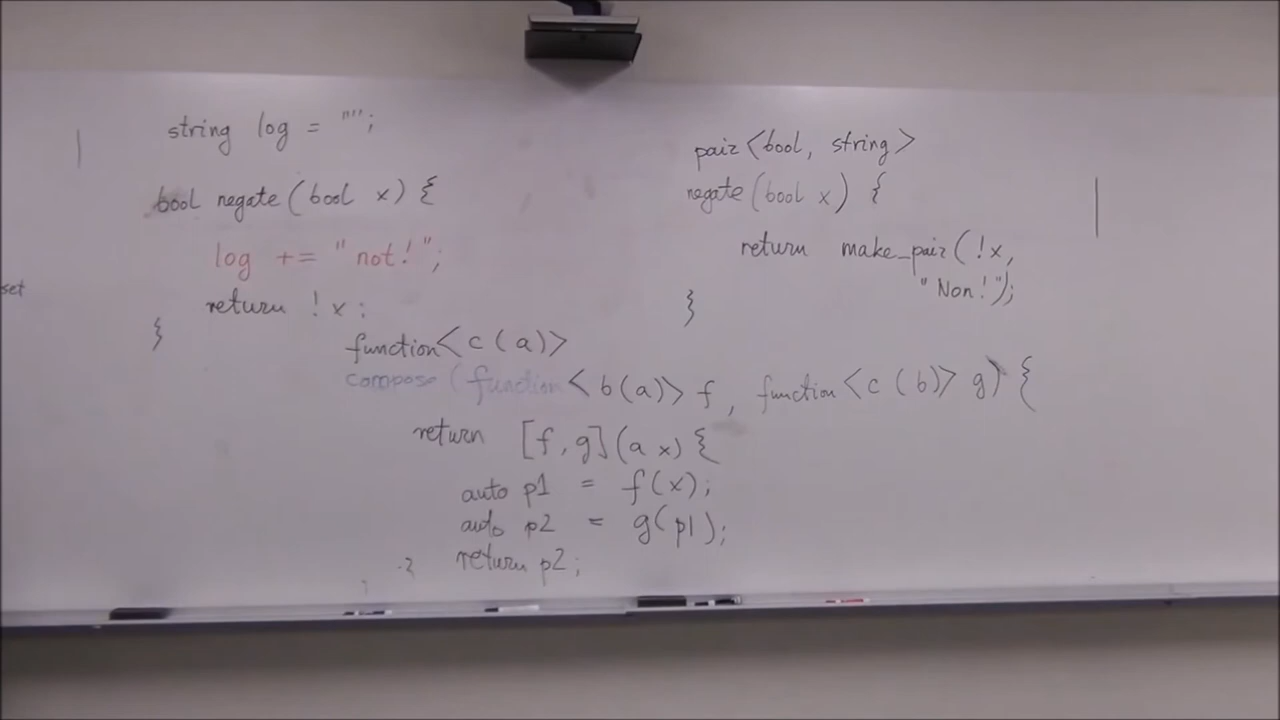 string log = "";
bool negate (bool x) {
log += "not!";
return !x;
}
set
pair<bool, string>
negate (bool x) {
return make_pair (!x,
"Non!");
}
function<c(a)>
compose (function<b(a)> f, function<c(b)> g) {
return [f,g](a x) {
auto p1 = f(x);
auto p2 = g(p1);
return p2;